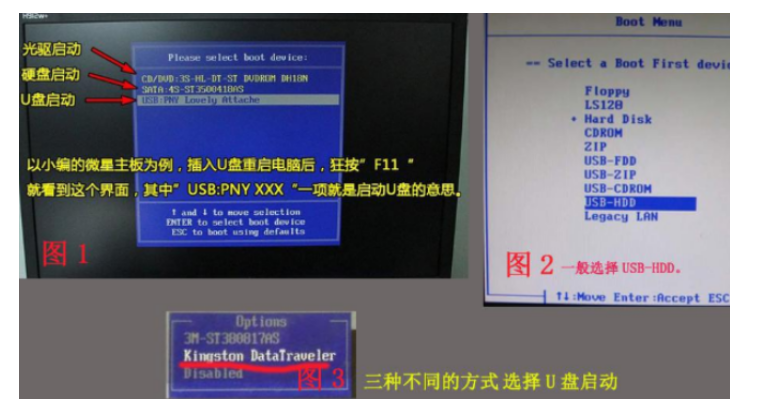 光驱启动
硬盘启动
U盘启动
Please select boot device:
CD/DVD:3S-HL-DT-ST DVDROM DH18N
SATA:4S-ST3500418AS
USB:PNY Lovely Attache
以小编的微星主板为例，插入U盘重启电脑后，狂按“F11“
就看到这个界面，其中“USB:PNY XXX“一项就是启动U盘的意思。
↑ and ↓ to move selection
ENTER to select boot device
ESC to boot using defaults
图 1
Boot Menu
-- Select a Boot First devi
Floppy
LS120
+ Hard Disk
CDROM
ZIP
USB-FDD
USB-ZIP
USB-CDROM
USB-HDD
Legacy LAN
图 2 一般选择 USB-HDD。
↑↓:Move Enter:Accept ESC
Options
3M-ST380817AS
Kingston DataTraveler
Disabled
图 3
三种不同的方式选择 U 盘启动